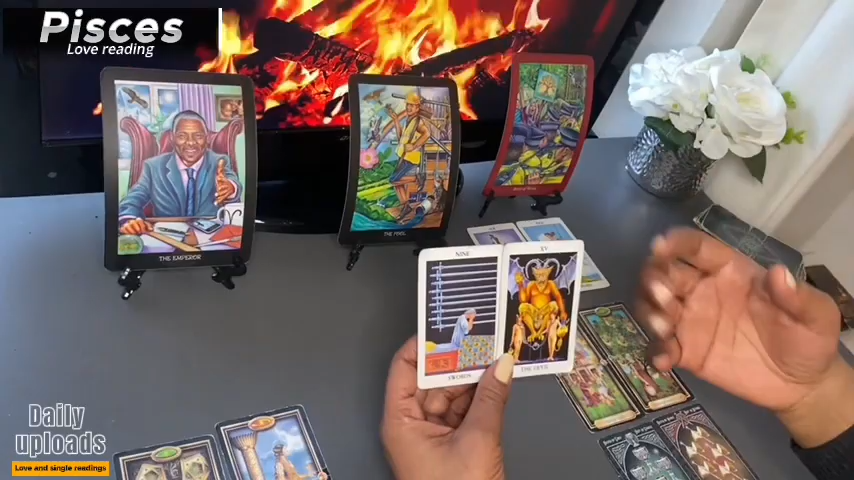 Pisces
Love reading
THE EMPEROR
THE FOOL
NINE
XV
SWORDS
THE DEVIL
Daily
uploads
Love and single readings